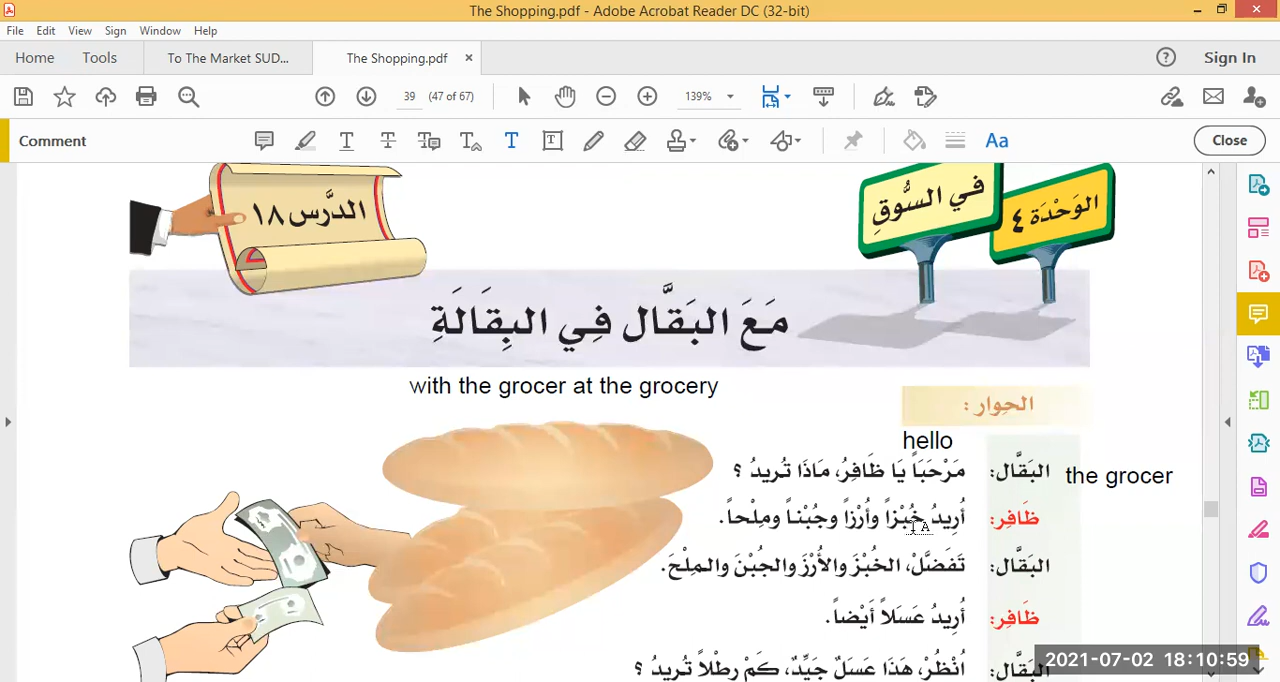 The Shopping.pdf - Adobe Acrobat Reader DC (32-bit)
File Edit View Sign Window Help
Home Tools To The Market SUD... The Shopping.pdf × Sign In
39 (47 of 67) 139%
Comment Close
الدَّرْس ١٨
في السُّوقِ
الوَحْدَة ٤
مَعَ البَقَّال فِي البِقَالَةِ
with the grocer at the grocery
الحِوار :
hello
البَقَّال: مَرْحَبَاً يَا ظَافِرُ، مَاذَا تُرِيدُ ؟
the grocer
ظَافِر: أُرِيدُ خُبْزاً وأُرْزاً وجُبْناً ومِلْحاً.
البَقَّال: تَفَضَّلْ، الخُبْزَ والأُرْزَ والجُبْنَ والمِلْحَ.
ظَافِر: أُرِيدُ عَسَلاً أَيْضاً.
البَقَّال: اُنْظُرْ، هَذَا عَسَلٌ جَيِّدٌ، كَمْ رِطْلاً تُرِيدُ ؟
2021-07-02 18:10:59